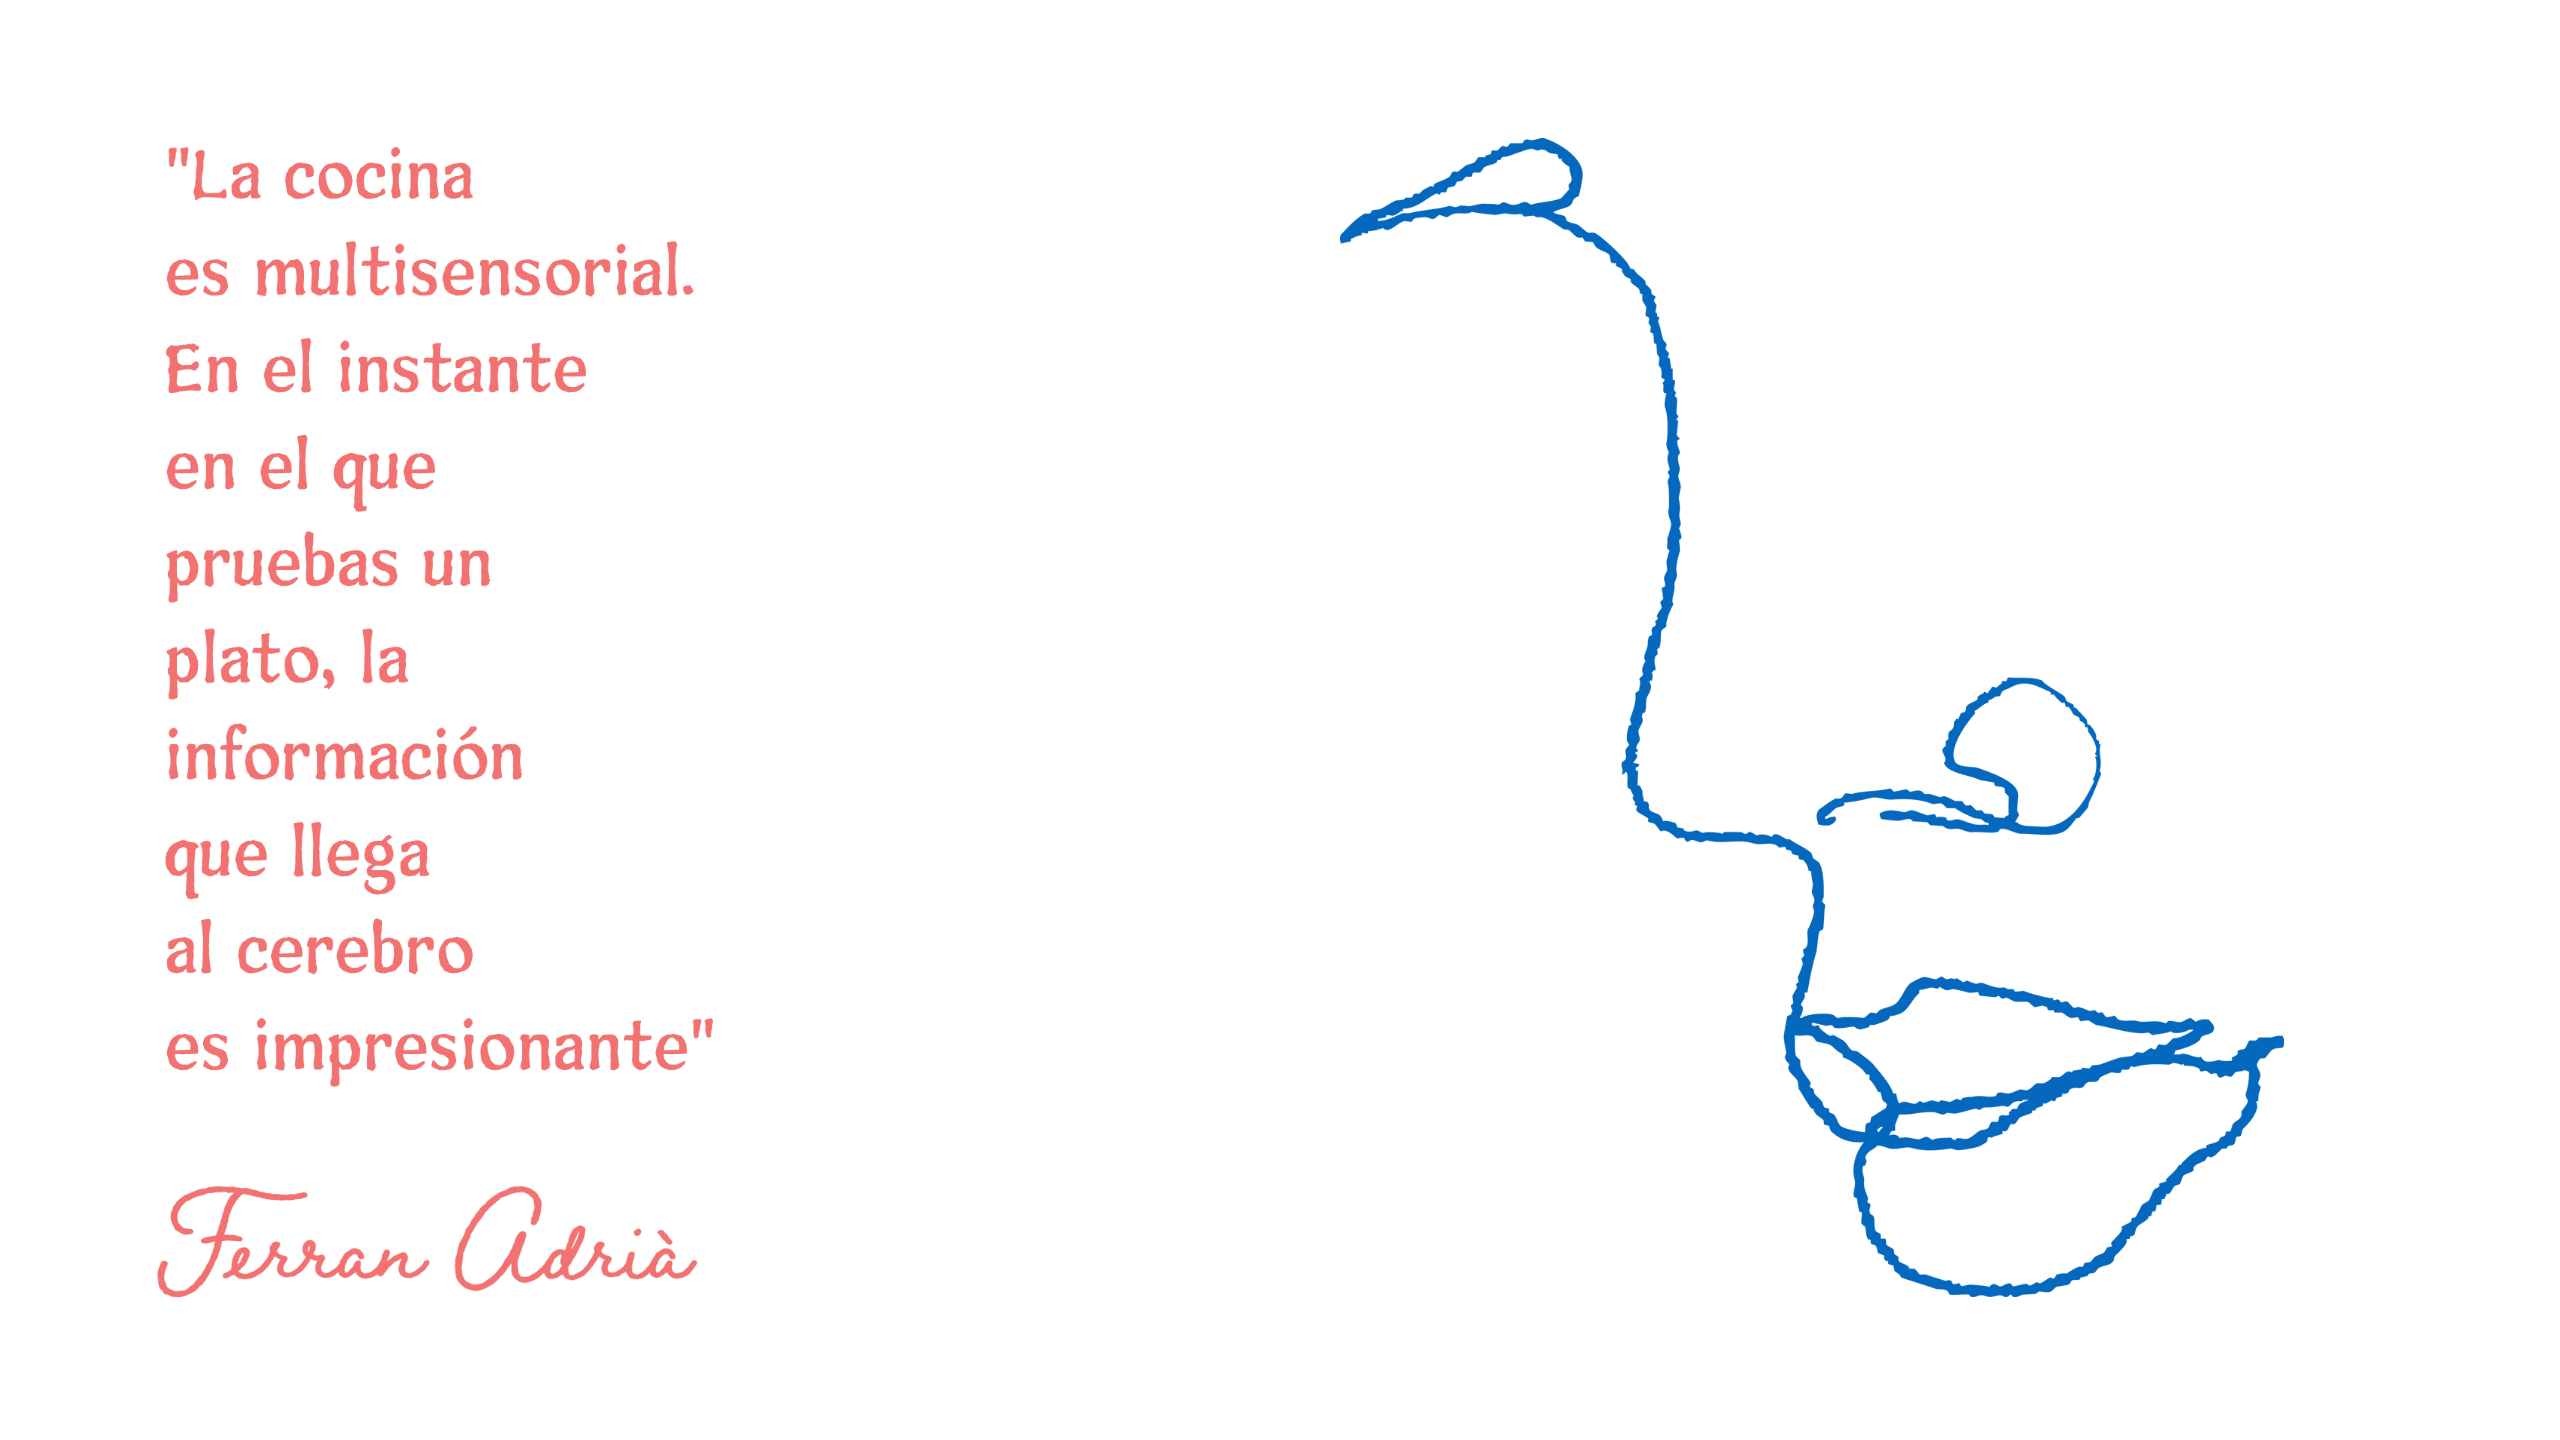 "La cocina
es multisensorial.
En el instante
en el que
pruebas un
plato, la
información
que llega
al cerebro
es impresionante"
Ferran Adrià